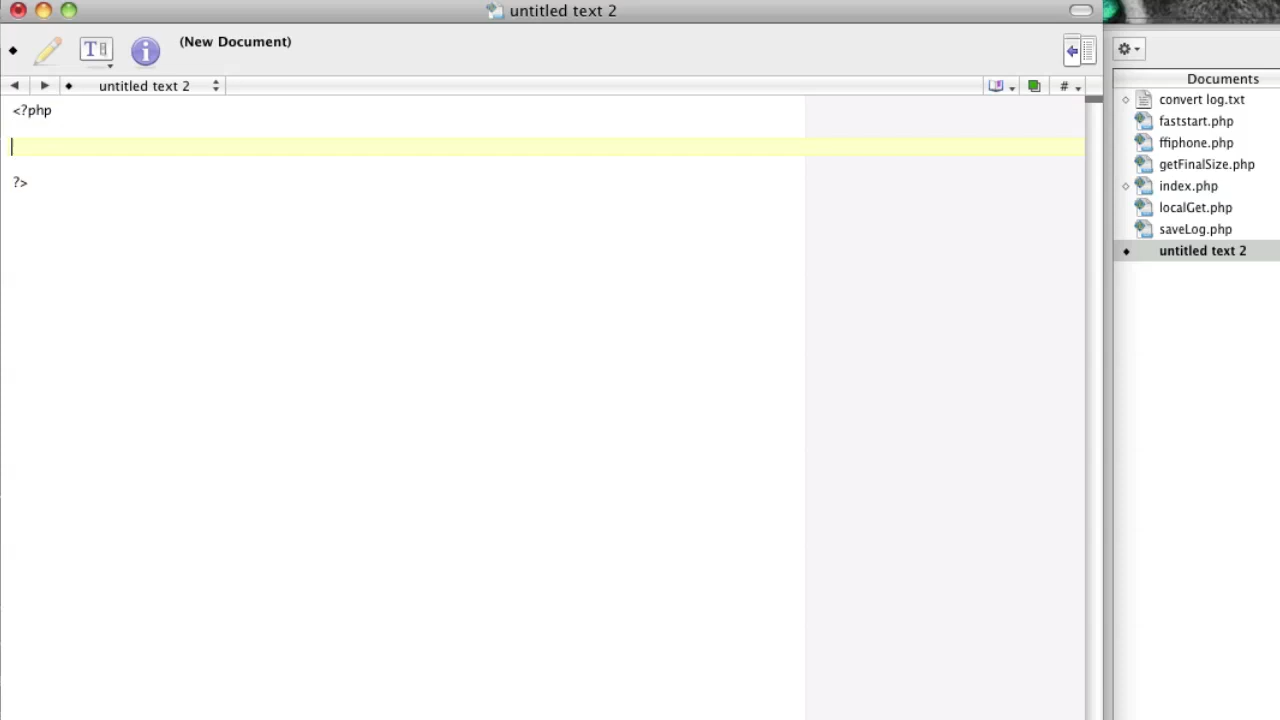 untitled text 2
(New Document)
untitled text 2
#
<?php
?>
Documents
convert log.txt
faststart.php
ffiphone.php
getFinalSize.php
index.php
localGet.php
saveLog.php
untitled text 2